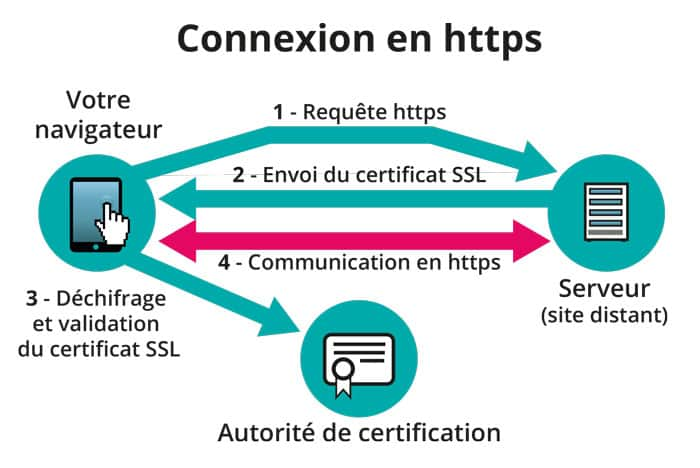 Connexion en https
Votre
navigateur
1 - Requête https
2 - Envoi du certificat SSL
4 - Communication en https
3 - Déchifrage
et validation
du certificat SSL
Serveur
(site distant)
Autorité de certification